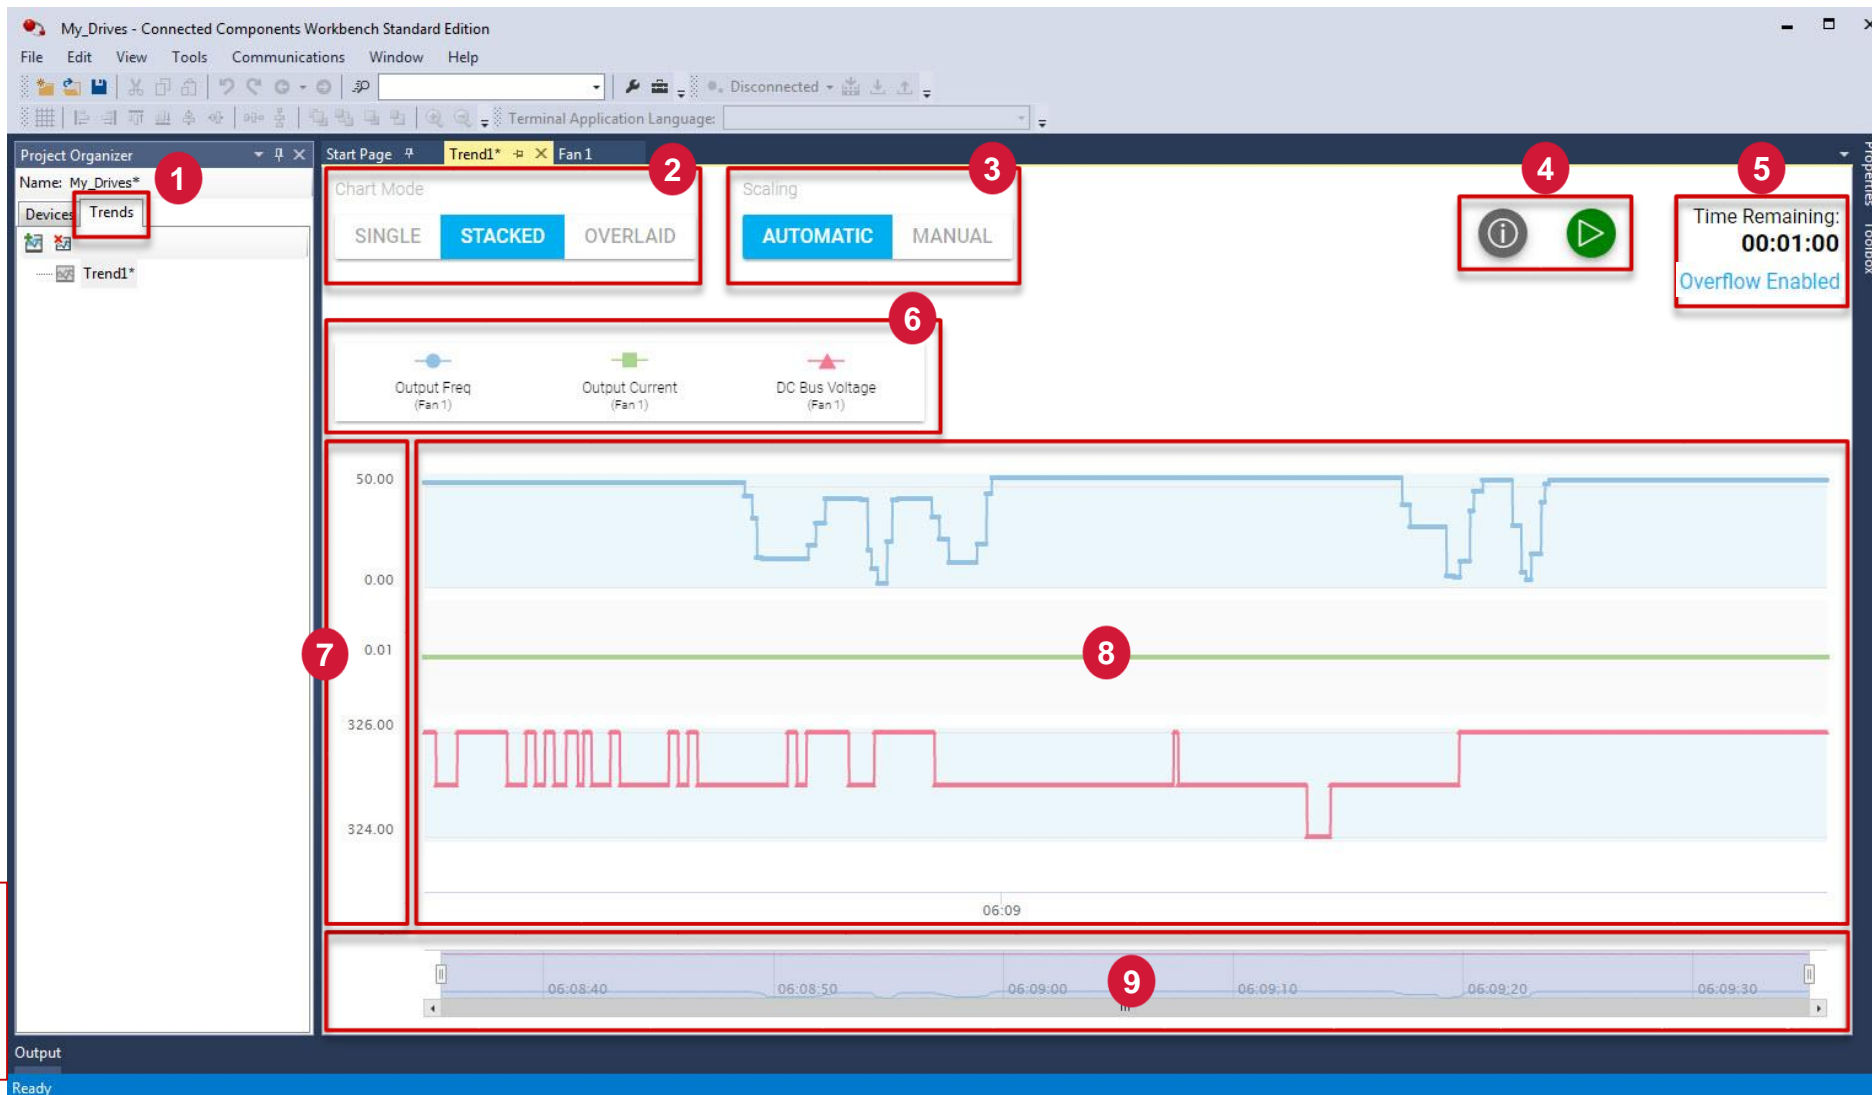 My_Drives - Connected Components Workbench Standard Edition
File Edit View Tools Communications Window Help
Disconnected
Terminal Application Language:
Project Organizer
Start Page Trend1* Fan 1
Name: My_Drives*
Devices Trends
Trend1*
1
2
3
4
5
Chart Mode
SINGLE STACKED OVERLAID
Scaling
AUTOMATIC MANUAL
Time Remaining:
00:01:00
Overflow Enabled
Properties
Toolbox
6
Output Freq
(Fan 1)
Output Current
(Fan 1)
DC Bus Voltage
(Fan 1)
50.00
0.00
7
0.01
8
326.00
324.00
06:09
9
06:08:40 06:08:50 06:09:00 06:09:10 06:09:20 06:09:30
Output
Ready